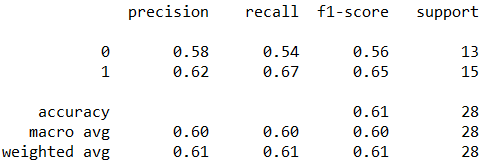 precision recall f1-score support
0 0.58 0.54 0.56 13
1 0.62 0.67 0.65 15
accuracy 0.61 28
macro avg 0.60 0.60 0.60 28
weighted avg 0.61 0.61 0.61 28